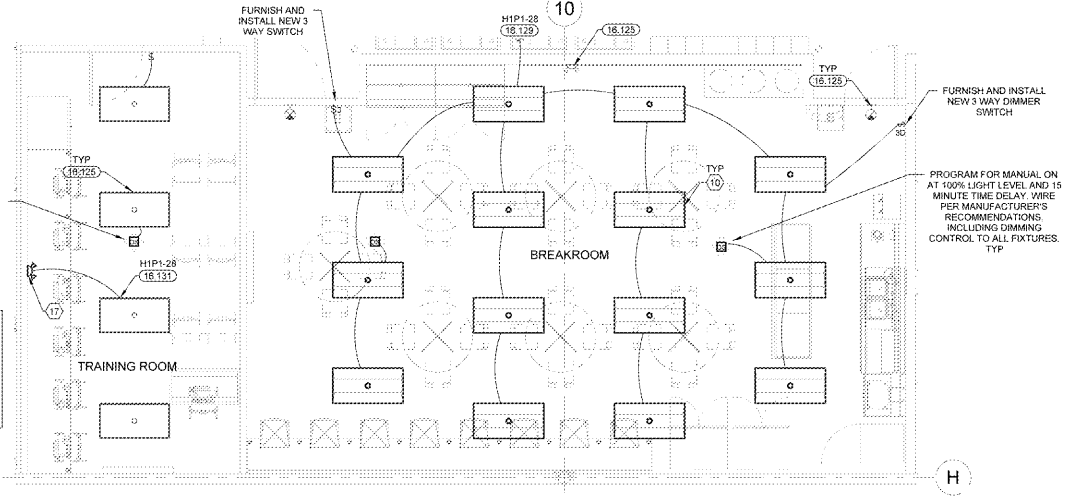 FURNISH AND
INSTALL NEW 3
WAY SWITCH
H1P1-28
16.129
10
16.125
TYP
16.125
FURNISH AND INSTALL
NEW 3 WAY DIMMER
SWITCH
3D
TYP
16.125
TYP
10
PROGRAM FOR MANUAL ON
AT 100% LIGHT LEVEL AND 15
MINUTE TIME DELAY. WIRE
PER MANUFACTURER'S
RECOMMENDATIONS.
INCLUDING DIMMING
CONTROL TO ALL FIXTURES.
TYP
BREAKROOM
H1P1-28
16.131
17
TRAINING ROOM
H